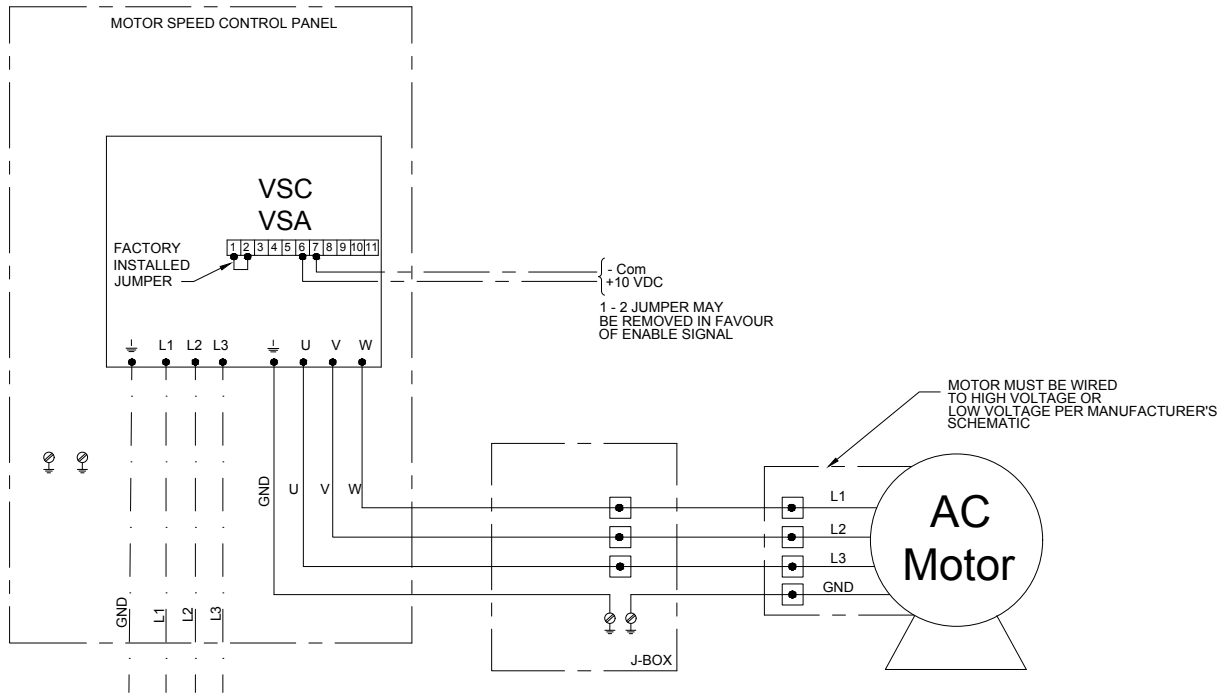 MOTOR SPEED CONTROL PANEL
VSC
VSA
FACTORY
INSTALLED
JUMPER
1 2 3 4 5 6 7 8 9 10 11
- Com
+10 VDC
1 - 2 JUMPER MAY
BE REMOVED IN FAVOUR
OF ENABLE SIGNAL
L1 L2 L3 U V W
MOTOR MUST BE WIRED
TO HIGH VOLTAGE OR
LOW VOLTAGE PER MANUFACTURER'S
SCHEMATIC
GND U V W
L1
L2
L3
GND
AC
Motor
GND L1 L2 L3
J-BOX